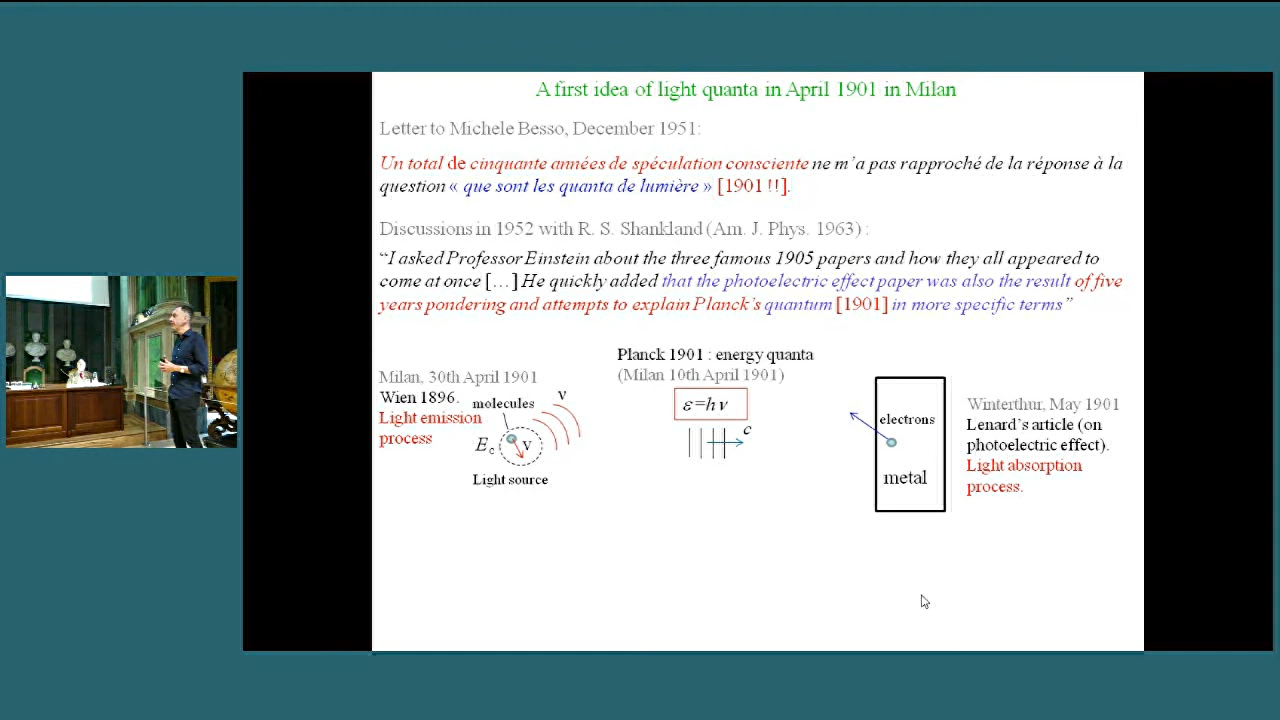 A first idea of light quanta in April 1901 in Milan
Letter to Michele Besso, December 1951:
Un total de cinquante années de spéculation consciente ne m’a pas rapproché de la réponse à la
question « que sont les quanta de lumière » [1901 !!].
Discussions in 1952 with R. S. Shankland (Am. J. Phys. 1963) :
“I asked Professor Einstein about the three famous 1905 papers and how they all appeared to
come at once […] He quickly added that the photoelectric effect paper was also the result of five
years pondering and attempts to explain Planck’s quantum [1901] in more specific terms”
Milan, 30th April 1901
Wien 1896.
Light emission
process
molecules
ν
E_c
v
Light source
Planck 1901 : energy quanta
(Milan 10th April 1901)
ε=hν
c
electrons
metal
Winterthur, May 1901
Lenard’s article (on
photoelectric effect).
Light absorption
process.